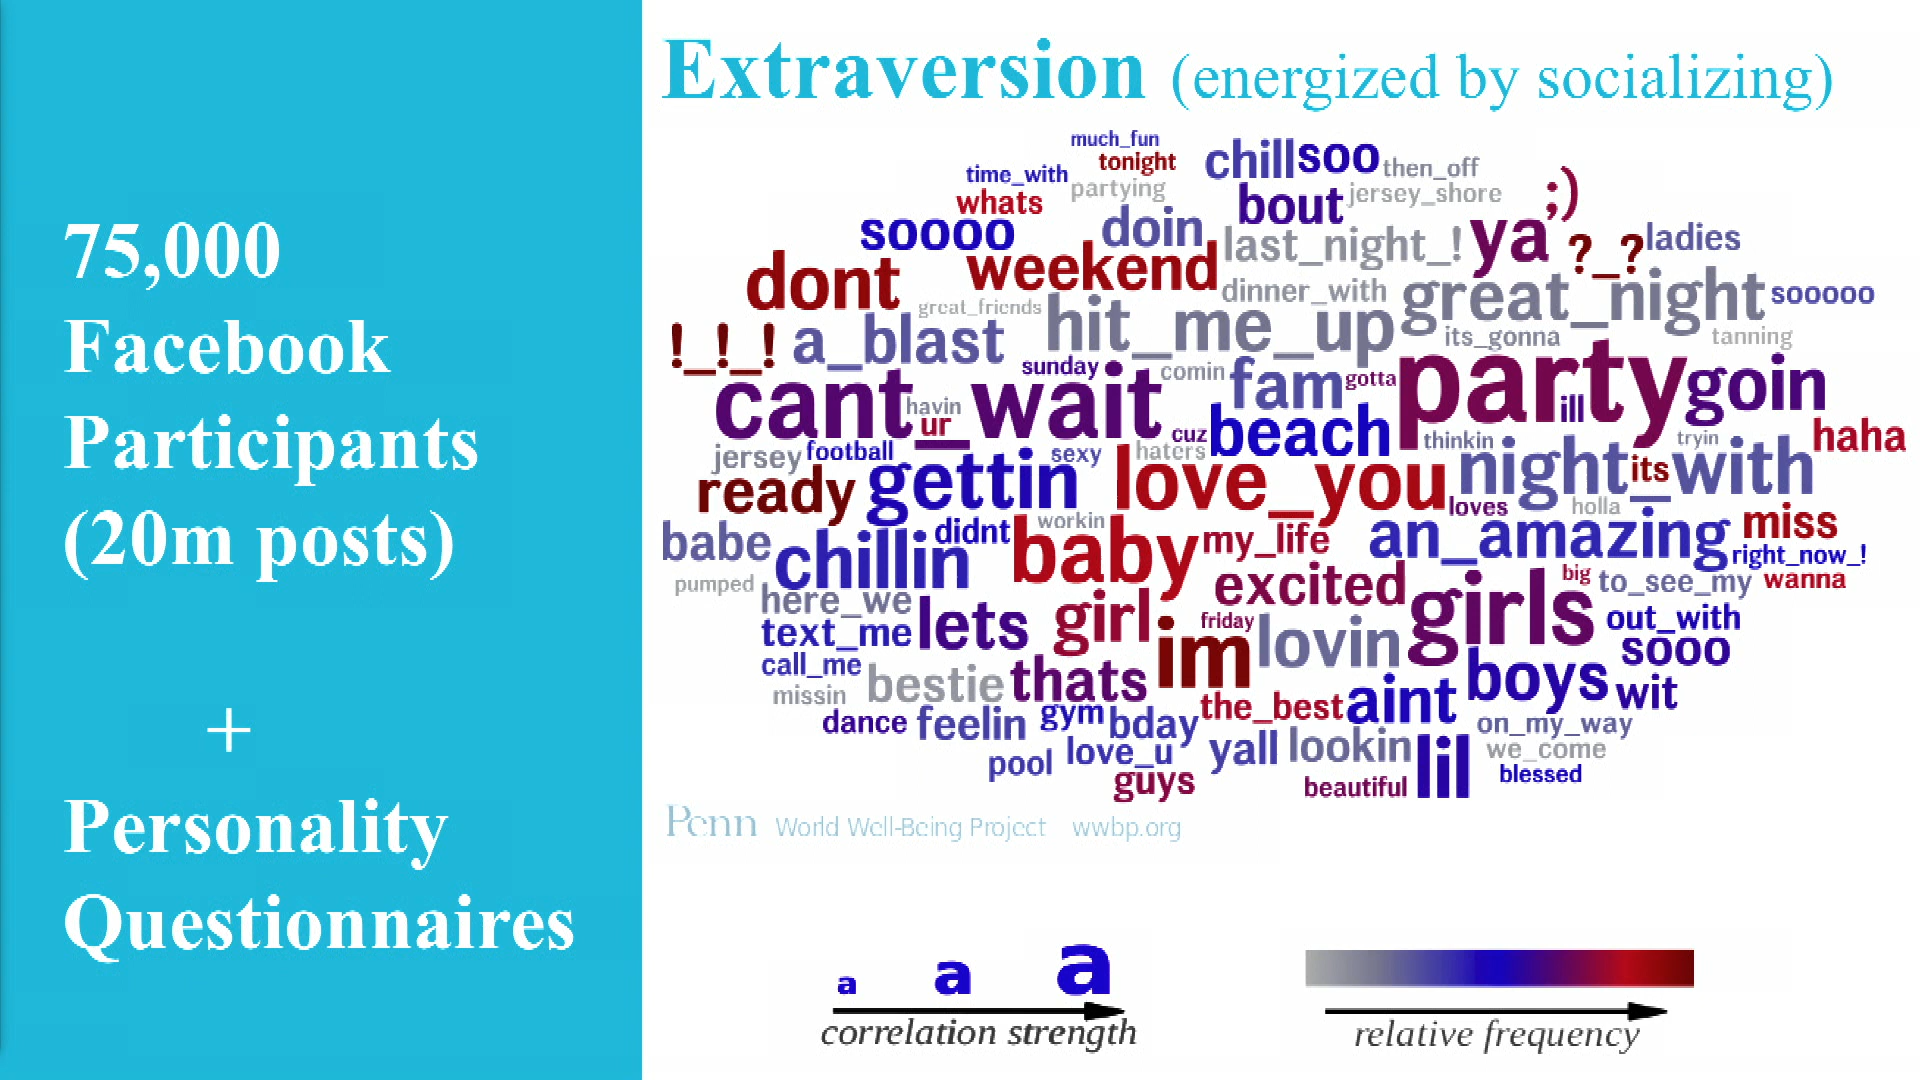 75,000
Facebook
Participants
(20m posts)
+
Personality
Questionnaires
Extraversion (energized by socializing)
much_fun
tonight
chill soo then_off
time_with partying
whats bout jersey_shore ;)
soooo doin last_night_! ya ?_? ladies
dont weekend dinner_with great_night sooooo
great_friends hit_me_up its_gonna tanning
!_!_! a_blast
sunday comin fam gotta party goin
cant_wait havin ur ill
cuz beach thinkin tryin haha
jersey football sexy haters
ready gettin love_you night_with its
loves holla
babe didnt workin my_life an_amazing miss
chillin baby right_now_!
pumped excited big to_see_my wanna
here_we
text_me lets girl friday lovin girls out_with
im sooo
call_me
missin bestie thats boys wit
dance feelin gym bday the_best aint on_my_way
pool love_u yall lookin lil we_come
guys beautiful blessed
Penn World Well-Being Project wwbp.org
a a a
correlation strength
relative frequency